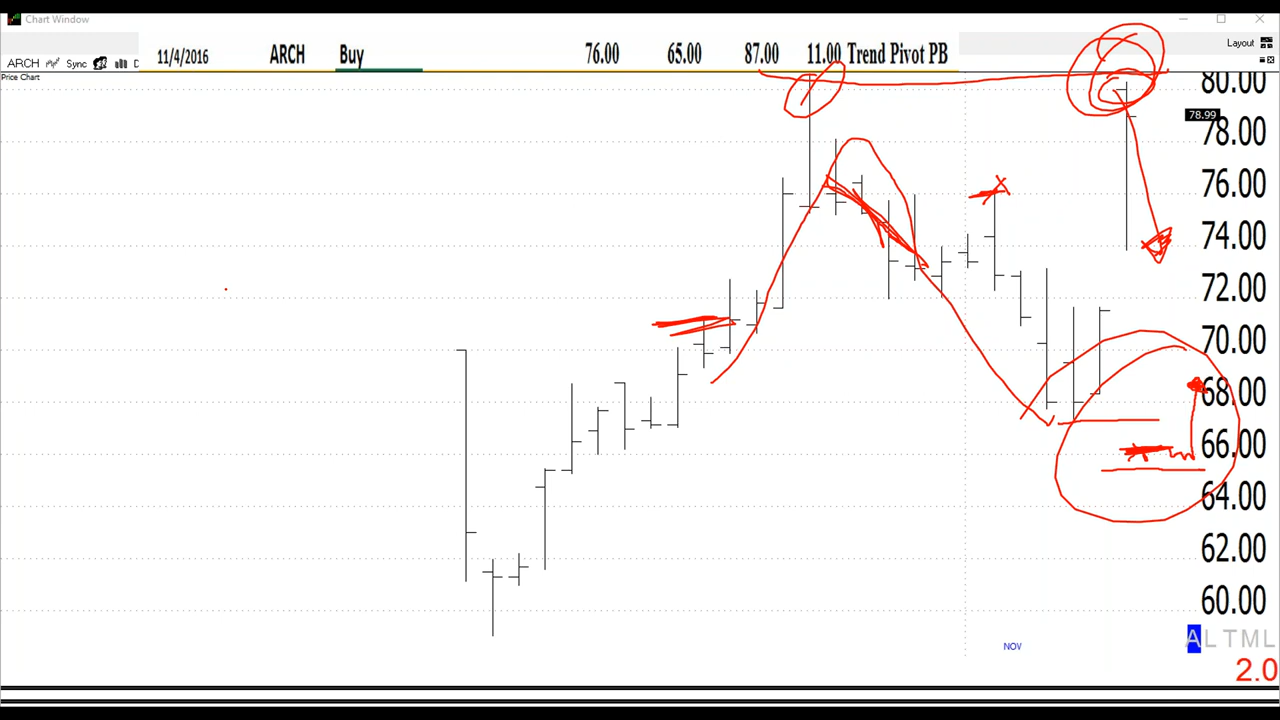 Chart Window
11/4/2016 ARCH Buy 76.00 65.00 87.00 11.00 Trend Pivot PB
Layout
ARCH Sync D
Price Chart
80.00
78.99
78.00
76.00
74.00
72.00
70.00
68.00
66.00
64.00
62.00
60.00
NOV
ALTML
2.0